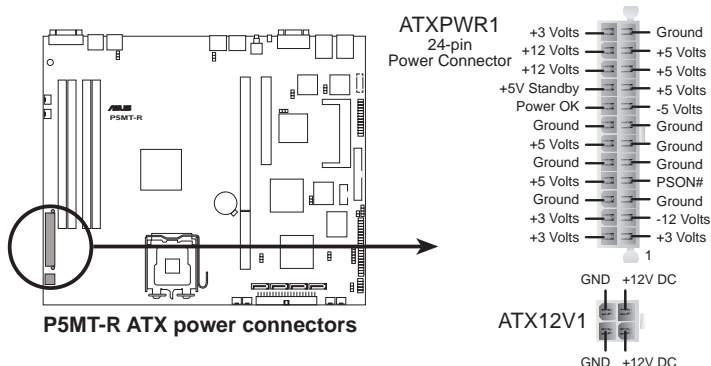 ATXPWR1
24-pin
Power Connector
+3 Volts Ground
+12 Volts +5 Volts
+12 Volts +5 Volts
+5V Standby +5 Volts
Power OK -5 Volts
Ground Ground
+5 Volts Ground
Ground Ground
+5 Volts PSON#
Ground Ground
+3 Volts -12 Volts
+3 Volts +3 Volts
1
ASUS
P5MT-R
P5MT-R ATX power connectors
ATX12V1
GND +12V DC
GND +12V DC